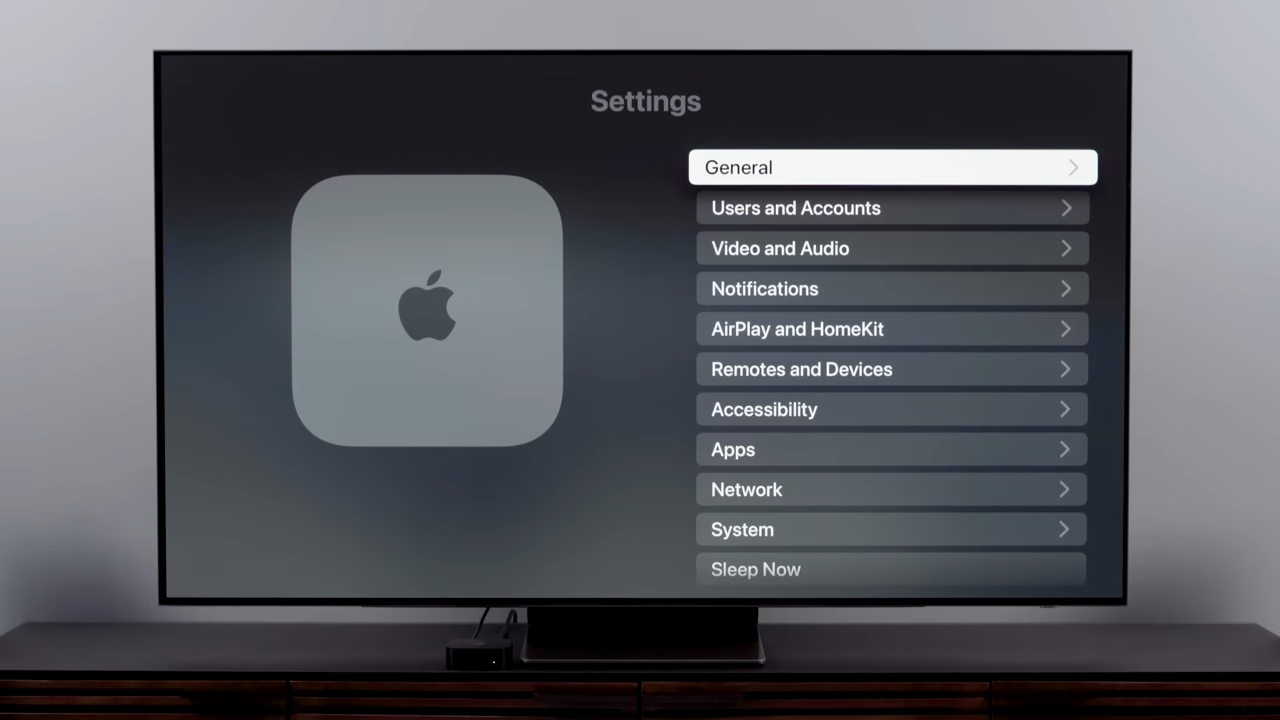 Settings
General
Users and Accounts
Video and Audio
Notifications
AirPlay and HomeKit
Remotes and Devices
Accessibility
Apps
Network
System
Sleep Now